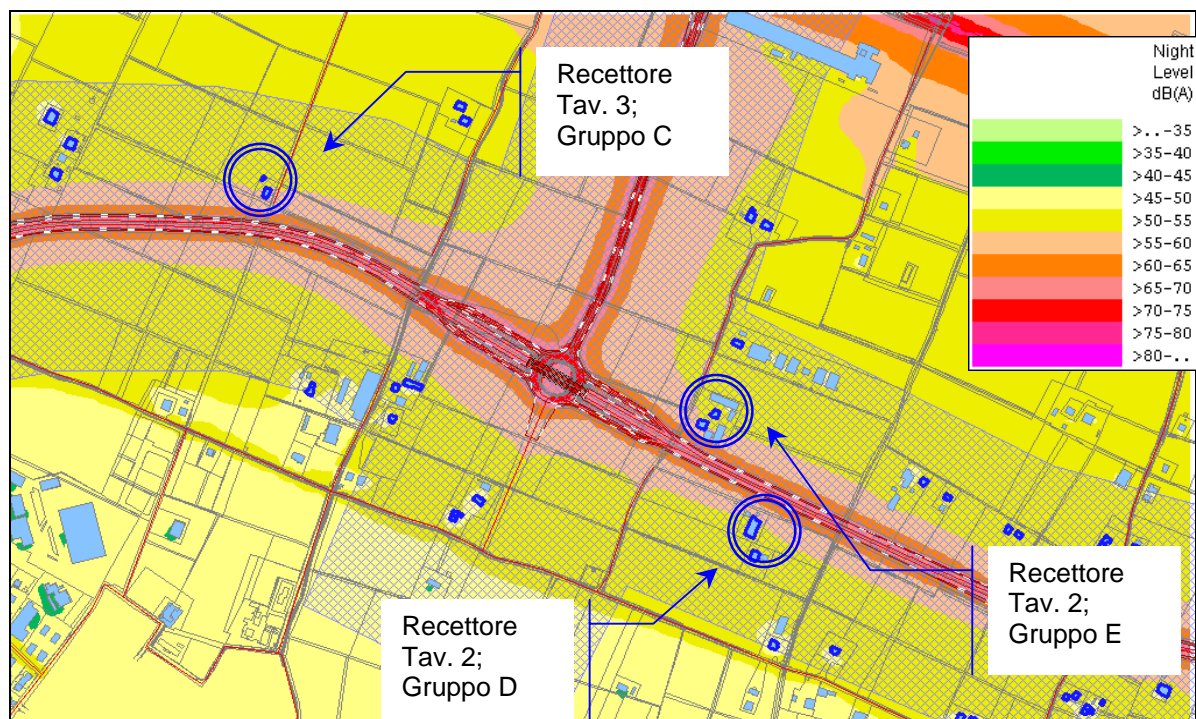 Recettore
Tav. 3;
Gruppo C
Night
Level
dB(A)
>..-35
>35-40
>40-45
>45-50
>50-55
>55-60
>60-65
>65-70
>70-75
>75-80
>80-..
Recettore
Tav. 2;
Gruppo E
Recettore
Tav. 2;
Gruppo D